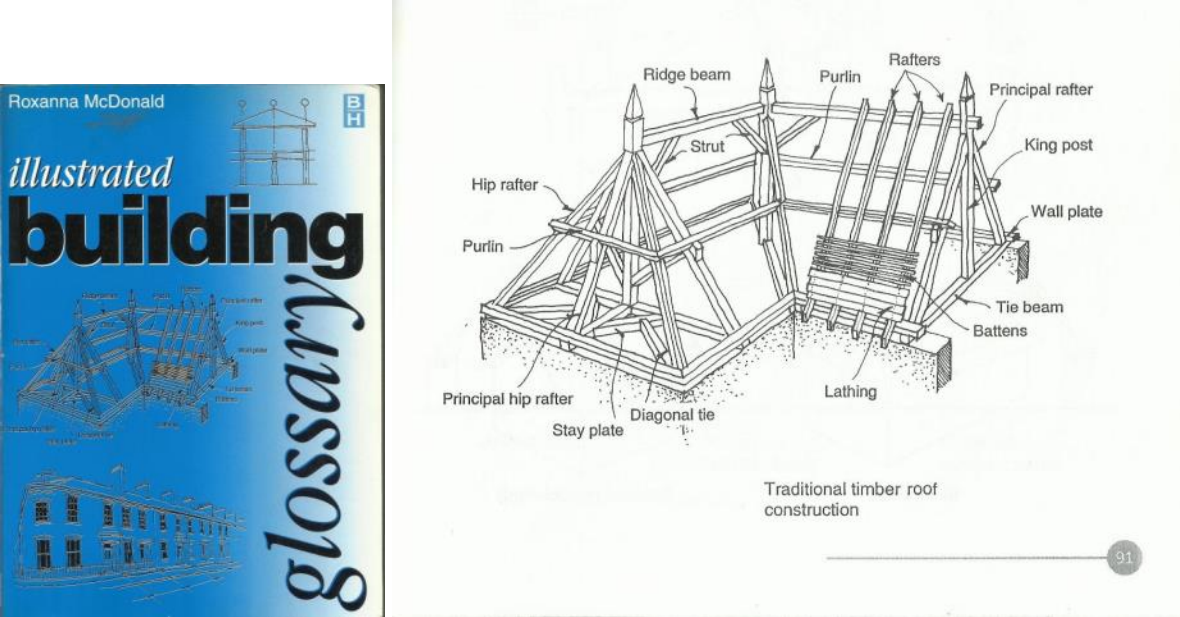 Roxanna McDonald
B
H
illustrated
building
glossary
Ridge beam
Purlin
Rafters
Principal rafter
Strut
King post
Hip rafter
Wall plate
Purlin
Tie beam
Battens
Lathing
Principal hip rafter
Diagonal tie
Stay plate
Traditional timber roof
construction
91